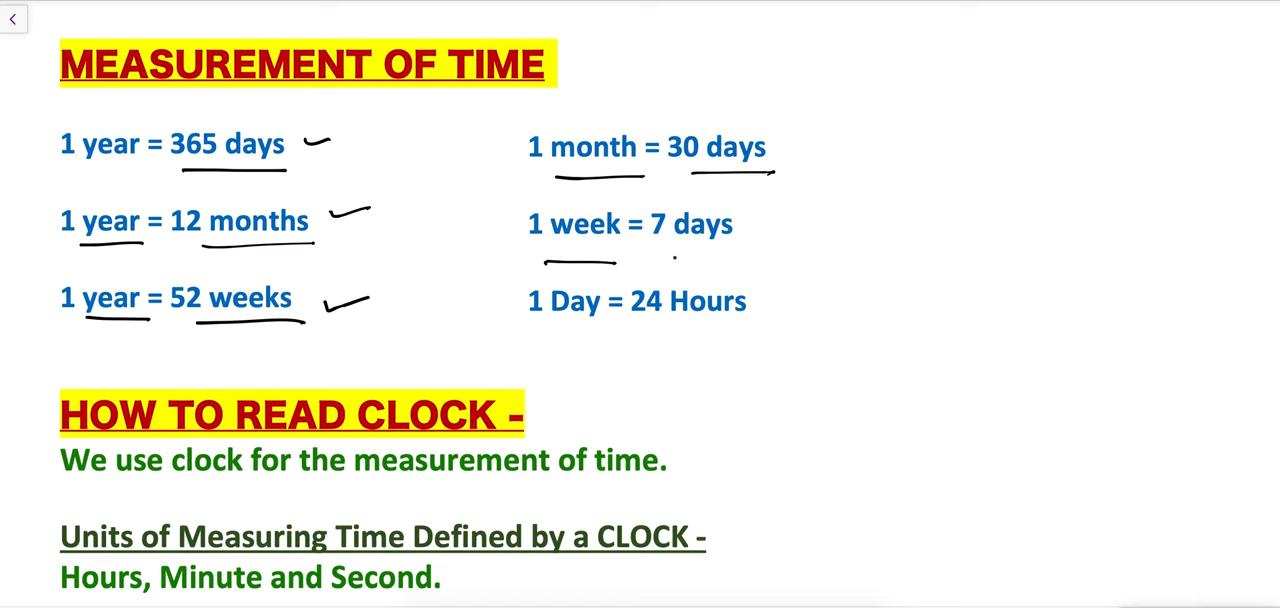 MEASUREMENT OF TIME
1 year = 365 days
1 year = 12 months
1 year = 52 weeks
1 month = 30 days
1 week = 7 days
1 Day = 24 Hours
HOW TO READ CLOCK -
We use clock for the measurement of time.
Units of Measuring Time Defined by a CLOCK -
Hours, Minute and Second.